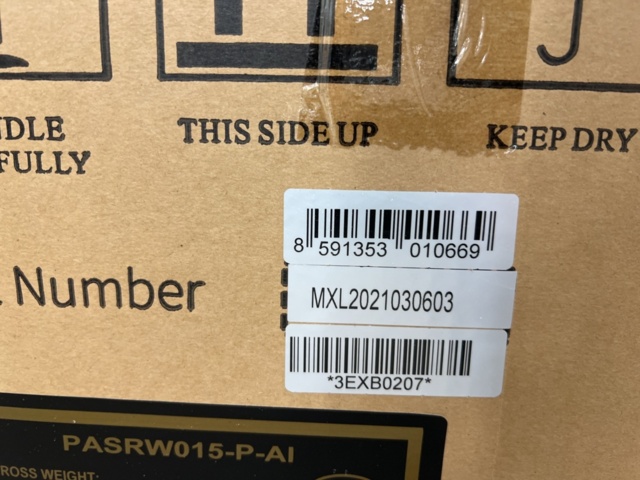 NDLE
FULLY
THIS SIDE UP
KEEP DRY
8 591353 010669
Number
MXL2021030603
*3EXB0207*
PASRW015-P-AI
ROSS WEIGHT: